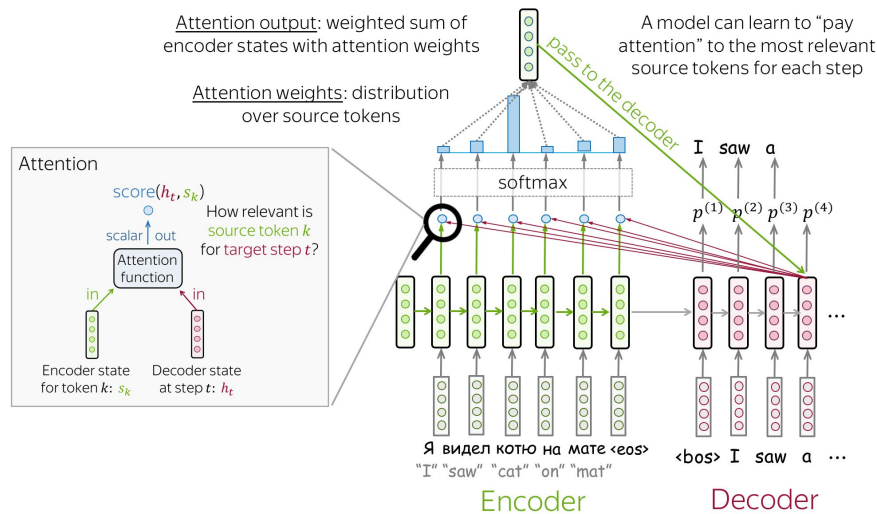 Attention output: weighted sum of
encoder states with attention weights
A model can learn to “pay
attention” to the most relevant
source tokens for each step
pass to the decoder
Attention weights: distribution
over source tokens
I saw a
softmax
p⁽¹⁾ p⁽²⁾ p⁽³⁾ p⁽⁴⁾
Attention
score(hₜ, sₖ)
scalar out
How relevant is
source token k
for target step t?
Attention
function
in in
Encoder state
for token k: sₖ
Decoder state
at step t: hₜ
...
Я видел котю на мате <eos>
“I” “saw” “cat” “on” “mat”
<bos> I saw a ...
Encoder
Decoder